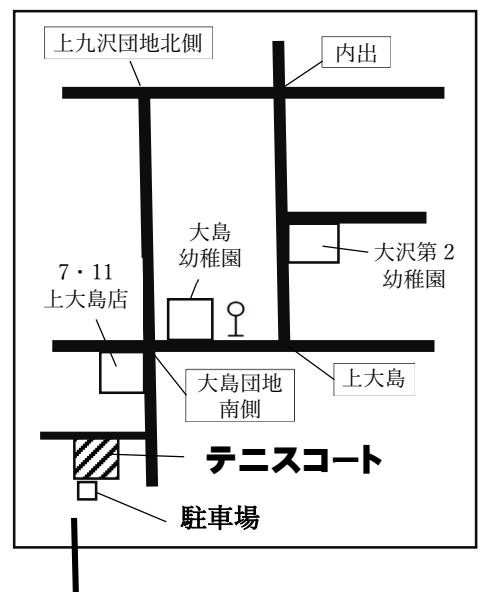 上九沢団地北側
内出
大島
幼稚園
大沢第２
幼稚園
7・11
上大島店
大島団地
南側
上大島
テニスコート
駐車場